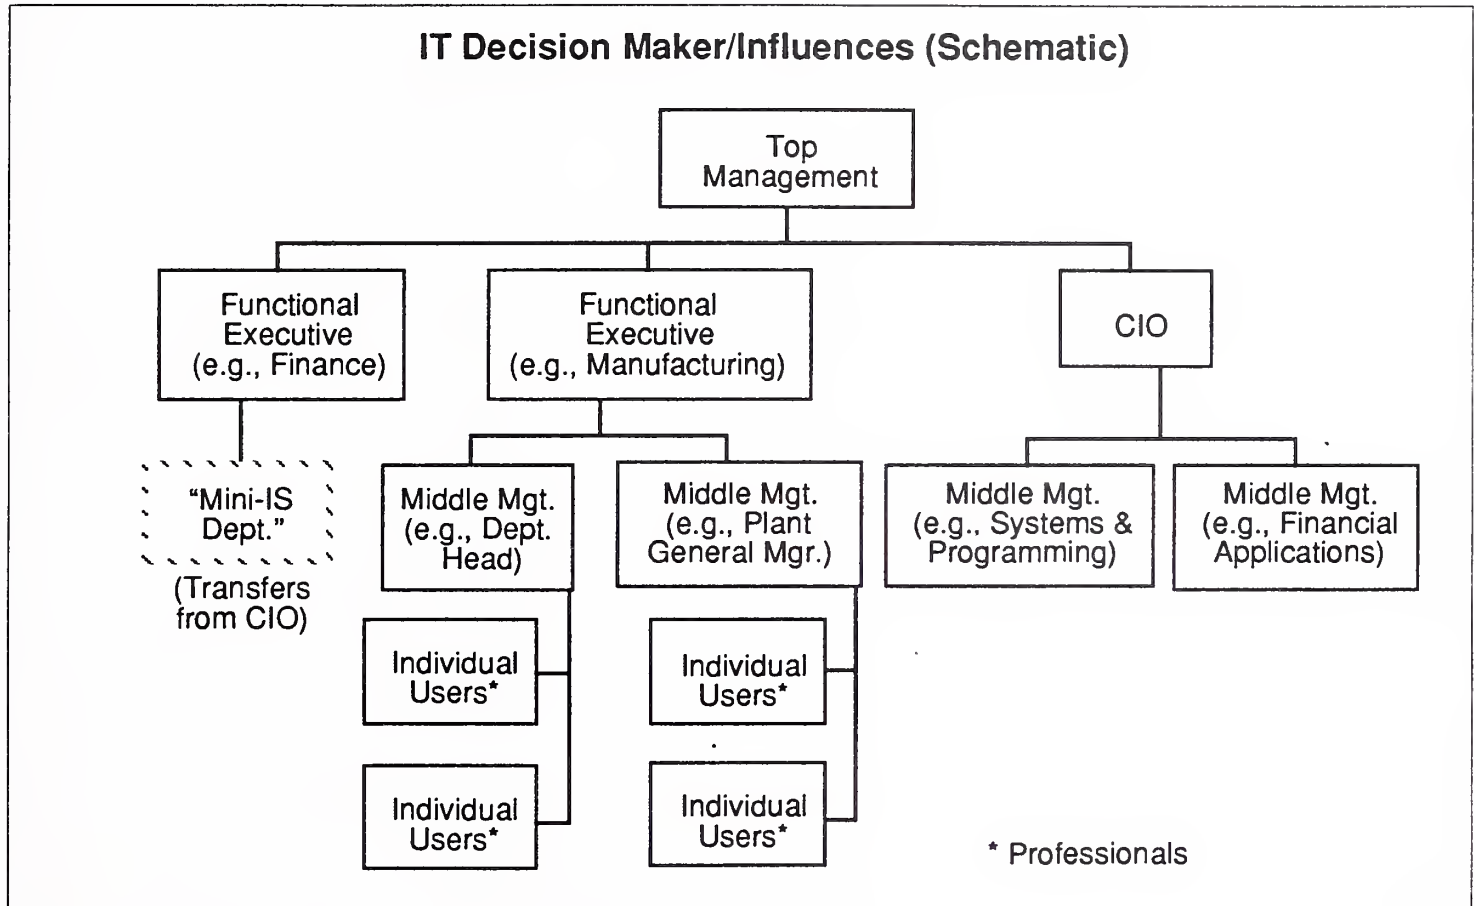 IT Decision Maker/Influences (Schematic)
Top
Management
Functional
Executive
(e.g., Finance)
Functional
Executive
(e.g., Manufacturing)
CIO
“Mini-IS
Dept.”
(Transfers
from CIO)
Middle Mgt.
(e.g., Dept.
Head)
Middle Mgt.
(e.g., Plant
General Mgr.)
Middle Mgt.
(e.g., Systems &
Programming)
Middle Mgt.
(e.g., Financial
Applications)
Individual
Users*
Individual
Users*
Individual
Users*
Individual
Users*
* Professionals